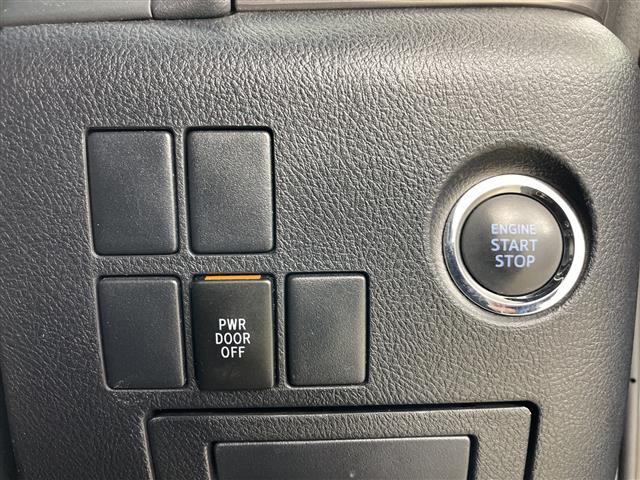 ENGINE
START
STOP
PWR
DOOR
OFF